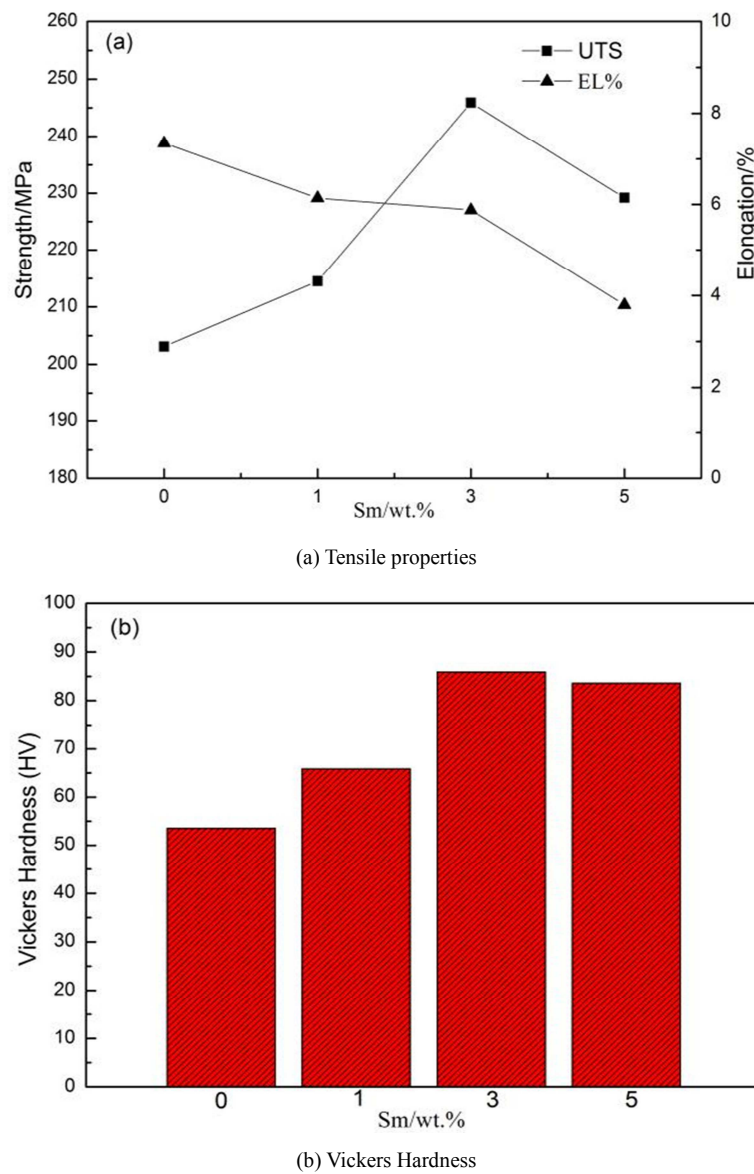 (a)
UTS
EL%
260
250
240
230
220
210
200
190
180
Strength/MPa
10
8
6
4
2
0
Elongation/%
0 1 3 5
Sm/wt.%
(a) Tensile properties
(b)
100
90
80
70
60
50
40
30
20
10
0
Vickers Hardness (HV)
0 1 3 5
Sm/wt.%
(b) Vickers Hardness